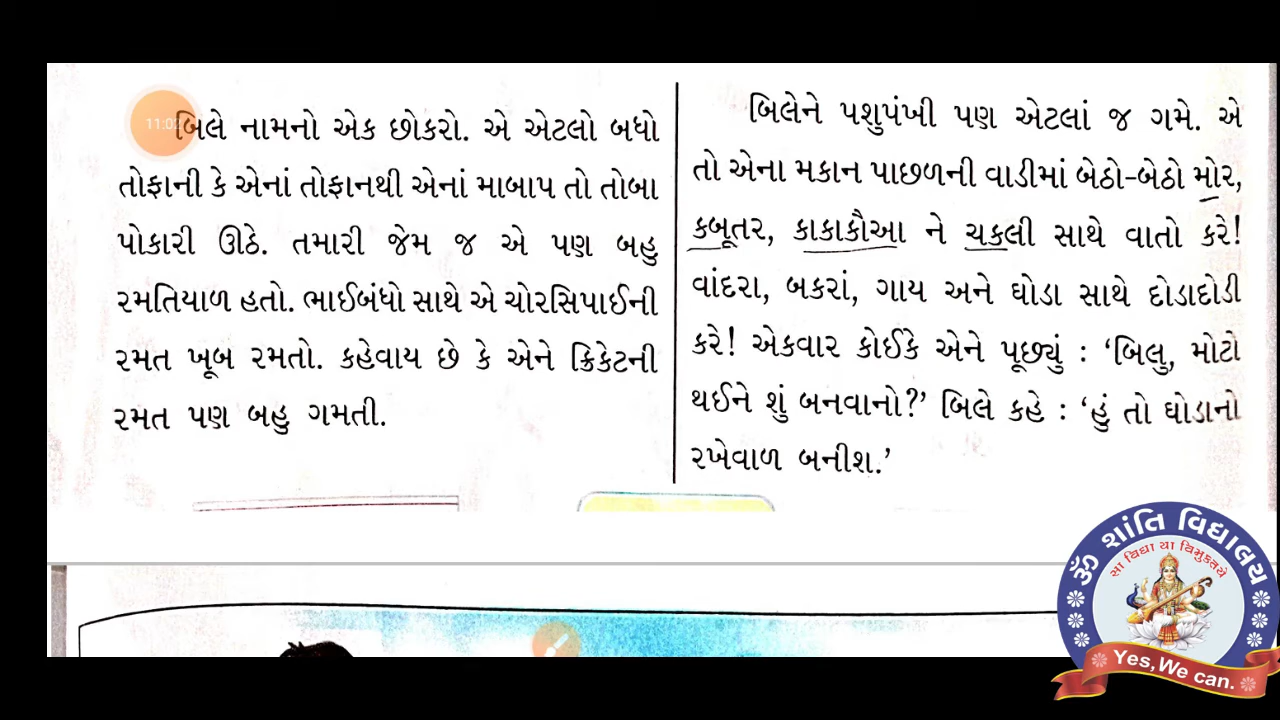 બિલે નામનો એક છોકરો. એ એટલો બધો
તોફાની કે એનાં તોફાનથી એનાં માબાપ તો તોબા
પોકારી ઊઠે. તમારી જેમ જ એ પણ બહુ
રમતિયાળ હતો. ભાઈબંધો સાથે એ ચોરસિપાઈની
રમત ખૂબ રમતો. કહેવાય છે કે એને ક્રિકેટની
રમત પણ બહુ ગમતી.
બિલેને પશુપંખી પણ એટલાં જ ગમે. એ
તો એના મકાન પાછળની વાડીમાં બેઠો-બેઠો મોર,
કબૂતર, કાકાકૌઆ ને ચકલી સાથે વાતો કરે!
વાંદરા, બકરાં, ગાય અને ઘોડા સાથે દોડાદોડી
કરે! એકવાર કોઈકે એને પૂછ્યું : ‘બિલુ, મોટો
થઈને શું બનવાનો?’ બિલે કહે : ‘હું તો ઘોડાનો
રખેવાળ બનીશ.’
11:02
ૐ શાંતિ વિદ્યાલય
સા વિદ્યા યા વિમુક્તયે
Yes, We can.